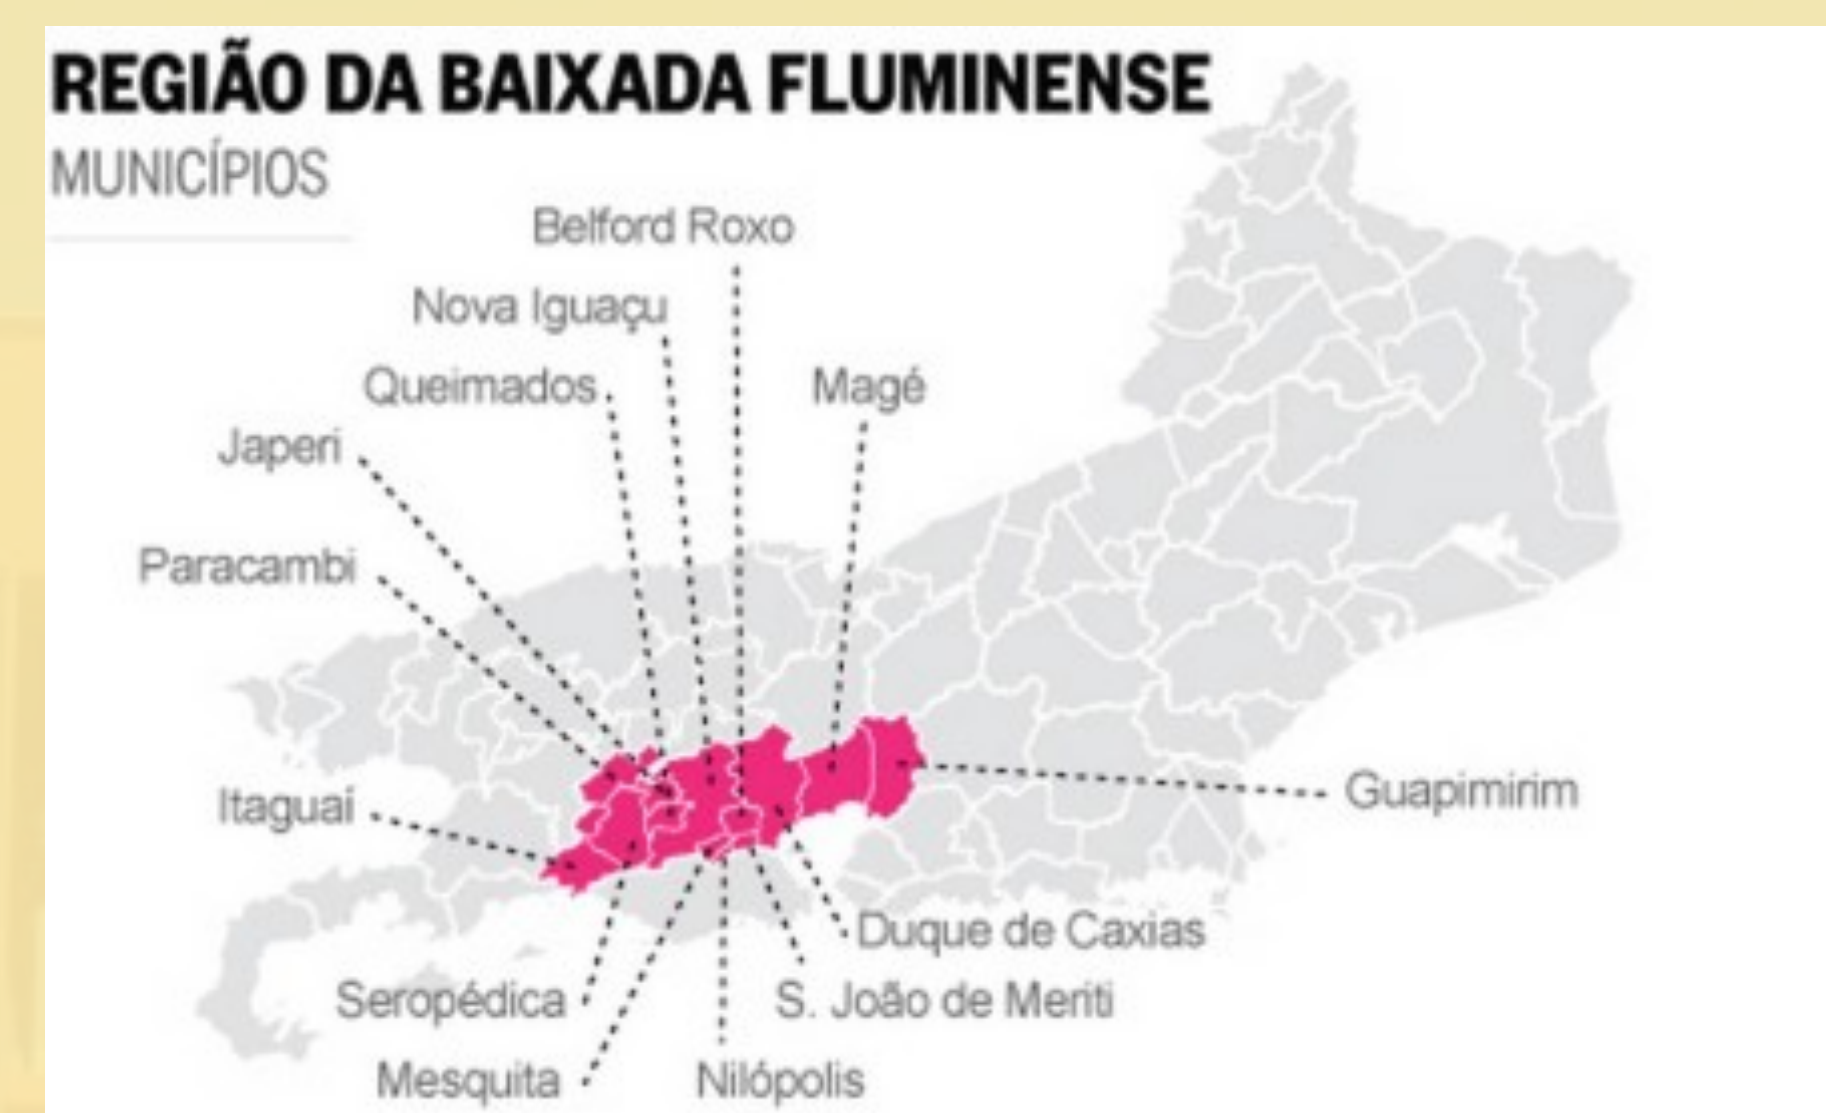 REGIÃO DA BAIXADA FLUMINENSE
MUNICÍPIOS
Belford Roxo
Nova Iguaçu
Queimados
Magé
Japeri
Paracambi
Itaguaí
Guapimirim
Duque de Caxias
Seropédica
S. João de Meriti
Mesquita
Nilópolis